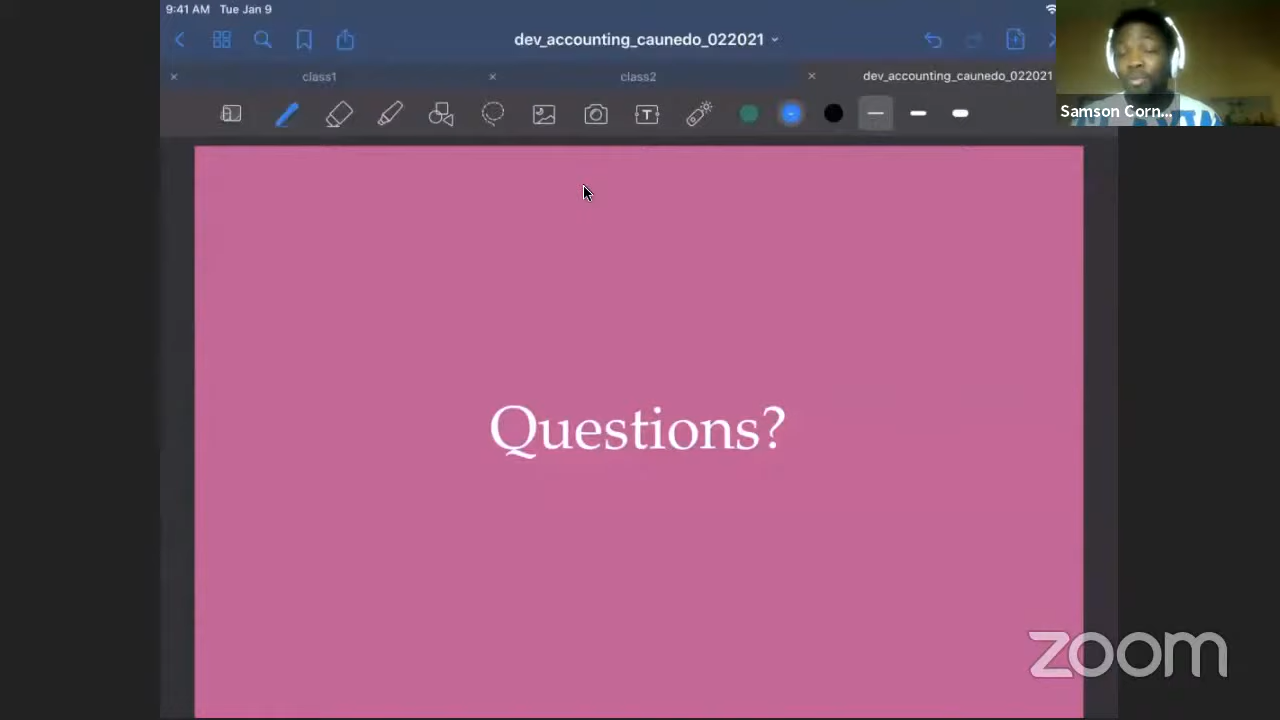 9:41 AM Tue Jan 9
dev_accounting_caunedo_022021
class1
class2
dev_accounting_caunedo_022021
T
Samson Corn...
Questions?
zoom